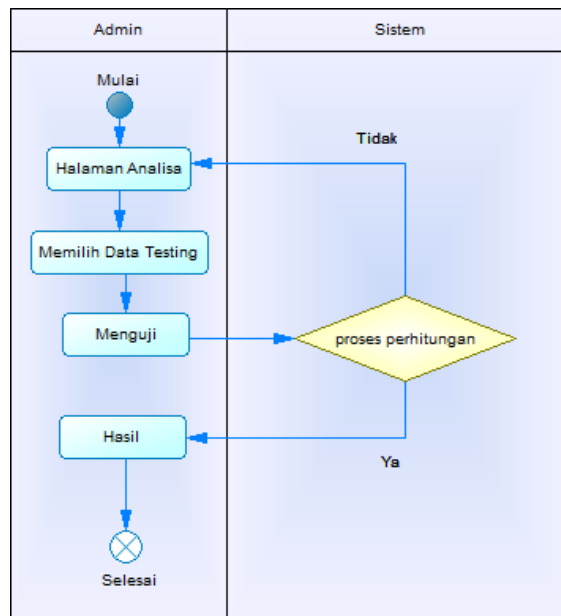 Admin
Sistem
Mulai
Halaman Analisa
Tidak
Memilih Data Testing
Menguji
proses perhitungan
Hasil
Ya
Selesai